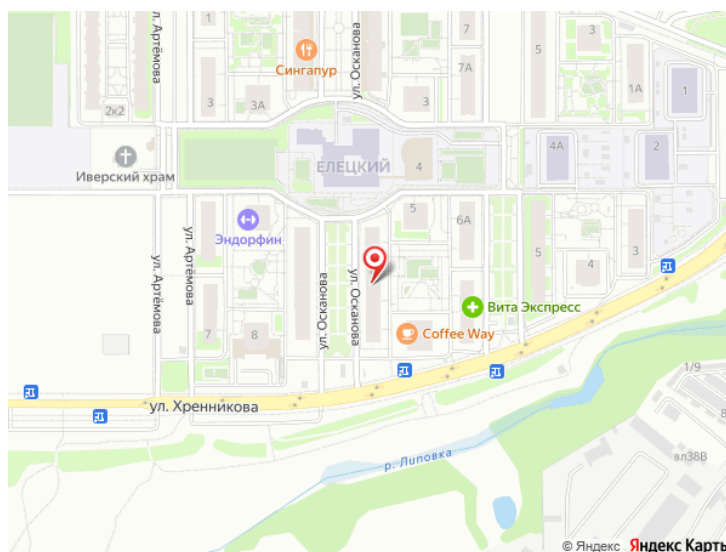 1
7
3
ул. Артёмова
Сингапур
ул. Осканова
5
7А
1А
1
2к2
3
3А
3
4А
2
Иверский храм
ЕЛЕЦКИЙ
4
Эндорфин
5
6А
5
4
3
ул. Артёмова
ул. Артёмова
ул. Осканова
ул. Осканова
Вита Экспресс
7
8
Coffee Way
ул. Хренникова
1/9
8
вл38В
р. Липовка
© Яндекс Яндекс Карты